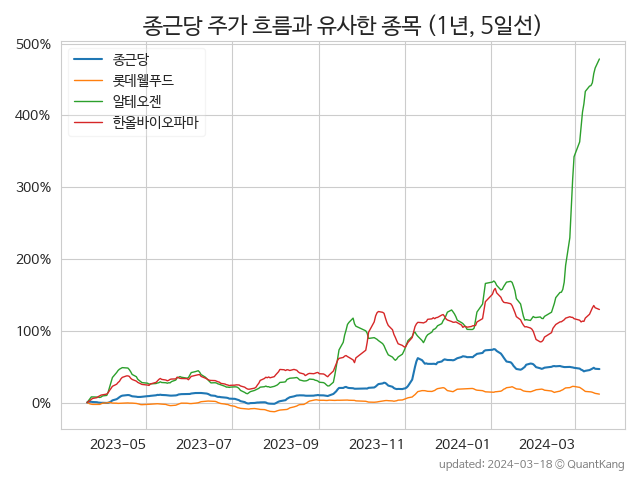 종근당 주가 흐름과 유사한 종목 (1년, 5일선)
500%
400%
300%
200%
100%
0%
종근당
롯데웰푸드
알테오젠
한올바이오파마
2023-05
2023-07
2023-09
2023-11
2024-01
2024-03
updated: 2024-03-18 © QuantKang